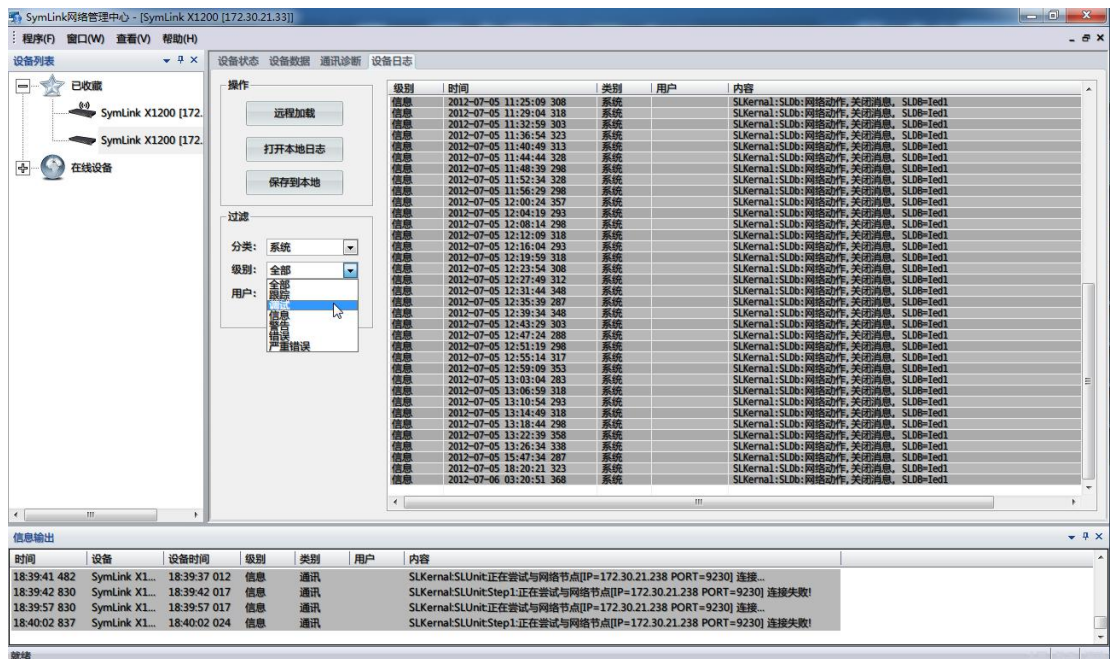 SymLink网络管理中心 - [SymLink X1200 [172.30.21.33]]
程序(F) 窗口(W) 查看(V) 帮助(H)
设备列表
已收藏
SymLink X1200 [172.
SymLink X1200 [172.
在线设备
设备状态 设备数据 通讯诊断 设备日志
操作
远程加载
打开本地日志
保存到本地
过滤
分类: 系统
级别: 全部
用户:
全部
跟踪
调试
信息
警告
错误
严重错误
级别 时间 类别 用户 内容
信息 2012-07-05 11:25:09 308 系统 SLKernal:SLDb:网络动作,关闭消息, SLDB=Ied1
信息 2012-07-05 11:29:04 318 系统 SLKernal:SLDb:网络动作,关闭消息, SLDB=Ied1
信息 2012-07-05 11:32:59 303 系统 SLKernal:SLDb:网络动作,关闭消息, SLDB=Ied1
信息 2012-07-05 11:36:54 323 系统 SLKernal:SLDb:网络动作,关闭消息, SLDB=Ied1
信息 2012-07-05 11:40:49 313 系统 SLKernal:SLDb:网络动作,关闭消息, SLDB=Ied1
信息 2012-07-05 11:44:44 328 系统 SLKernal:SLDb:网络动作,关闭消息, SLDB=Ied1
信息 2012-07-05 11:48:39 298 系统 SLKernal:SLDb:网络动作,关闭消息, SLDB=Ied1
信息 2012-07-05 11:52:34 328 系统 SLKernal:SLDb:网络动作,关闭消息, SLDB=Ied1
信息 2012-07-05 11:56:29 298 系统 SLKernal:SLDb:网络动作,关闭消息, SLDB=Ied1
信息 2012-07-05 12:00:24 357 系统 SLKernal:SLDb:网络动作,关闭消息, SLDB=Ied1
信息 2012-07-05 12:04:19 293 系统 SLKernal:SLDb:网络动作,关闭消息, SLDB=Ied1
信息 2012-07-05 12:08:14 298 系统 SLKernal:SLDb:网络动作,关闭消息, SLDB=Ied1
信息 2012-07-05 12:12:09 318 系统 SLKernal:SLDb:网络动作,关闭消息, SLDB=Ied1
信息 2012-07-05 12:16:04 293 系统 SLKernal:SLDb:网络动作,关闭消息, SLDB=Ied1
信息 2012-07-05 12:19:59 318 系统 SLKernal:SLDb:网络动作,关闭消息, SLDB=Ied1
信息 2012-07-05 12:23:54 308 系统 SLKernal:SLDb:网络动作,关闭消息, SLDB=Ied1
信息 2012-07-05 12:27:49 312 系统 SLKernal:SLDb:网络动作,关闭消息, SLDB=Ied1
信息 2012-07-05 12:31:44 348 系统 SLKernal:SLDb:网络动作,关闭消息, SLDB=Ied1
信息 2012-07-05 12:35:39 287 系统 SLKernal:SLDb:网络动作,关闭消息, SLDB=Ied1
信息 2012-07-05 12:39:34 348 系统 SLKernal:SLDb:网络动作,关闭消息, SLDB=Ied1
信息 2012-07-05 12:43:29 303 系统 SLKernal:SLDb:网络动作,关闭消息, SLDB=Ied1
信息 2012-07-05 12:47:24 288 系统 SLKernal:SLDb:网络动作,关闭消息, SLDB=Ied1
信息 2012-07-05 12:51:19 298 系统 SLKernal:SLDb:网络动作,关闭消息, SLDB=Ied1
信息 2012-07-05 12:55:14 317 系统 SLKernal:SLDb:网络动作,关闭消息, SLDB=Ied1
信息 2012-07-05 12:59:09 353 系统 SLKernal:SLDb:网络动作,关闭消息, SLDB=Ied1
信息 2012-07-05 13:03:04 283 系统 SLKernal:SLDb:网络动作,关闭消息, SLDB=Ied1
信息 2012-07-05 13:06:59 318 系统 SLKernal:SLDb:网络动作,关闭消息, SLDB=Ied1
信息 2012-07-05 13:10:54 293 系统 SLKernal:SLDb:网络动作,关闭消息, SLDB=Ied1
信息 2012-07-05 13:14:49 318 系统 SLKernal:SLDb:网络动作,关闭消息, SLDB=Ied1
信息 2012-07-05 13:18:44 298 系统 SLKernal:SLDb:网络动作,关闭消息, SLDB=Ied1
信息 2012-07-05 13:22:39 358 系统 SLKernal:SLDb:网络动作,关闭消息, SLDB=Ied1
信息 2012-07-05 13:26:34 338 系统 SLKernal:SLDb:网络动作,关闭消息, SLDB=Ied1
信息 2012-07-05 15:47:34 287 系统 SLKernal:SLDb:网络动作,关闭消息, SLDB=Ied1
信息 2012-07-05 18:20:21 323 系统 SLKernal:SLDb:网络动作,关闭消息, SLDB=Ied1
信息 2012-07-06 03:20:51 368 系统 SLKernal:SLDb:网络动作,关闭消息, SLDB=Ied1
信息输出
时间 设备 设备时间 级别 类别 用户 内容
18:39:41 482 SymLink X1... 18:39:37 012 信息 通讯 SLKernal:SLUnit:正在尝试与网络节点[IP=172.30.21.238 PORT=9230] 连接...
18:39:42 830 SymLink X1... 18:39:42 017 信息 通讯 SLKernal:SLUnit:Step1:正在尝试与网络节点[IP=172.30.21.238 PORT=9230] 连接失败!
18:39:57 830 SymLink X1... 18:39:57 017 信息 通讯 SLKernal:SLUnit:正在尝试与网络节点[IP=172.30.21.238 PORT=9230] 连接...
18:40:02 837 SymLink X1... 18:40:02 024 信息 通讯 SLKernal:SLUnit:Step1:正在尝试与网络节点[IP=172.30.21.238 PORT=9230] 连接失败!
就绪